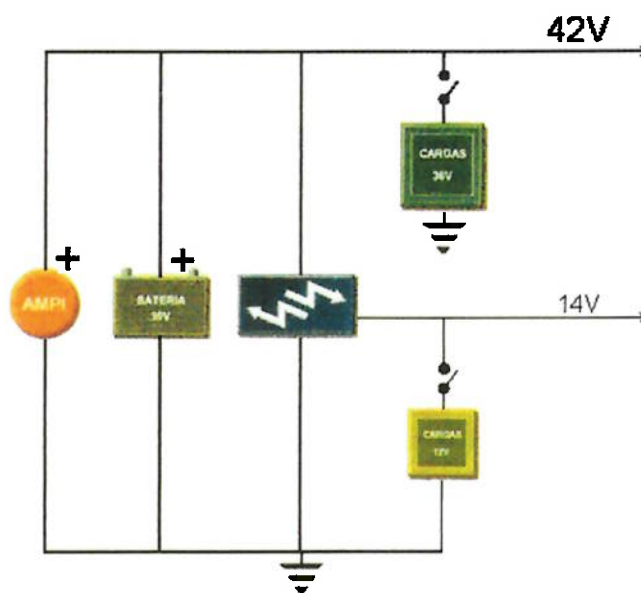 42V
CARGAS
36V
+
+
AMPI
BATERIA
36V
14V
CARGAS
12V